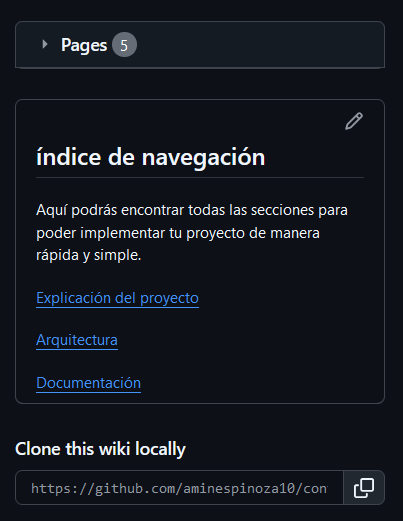 Pages 5
índice de navegación
Aquí podrás encontrar todas las secciones para
poder implementar tu proyecto de manera
rápida y simple.
Explicación del proyecto
Arquitectura
Documentación
Clone this wiki locally
https://github.com/aminespinoza10/con